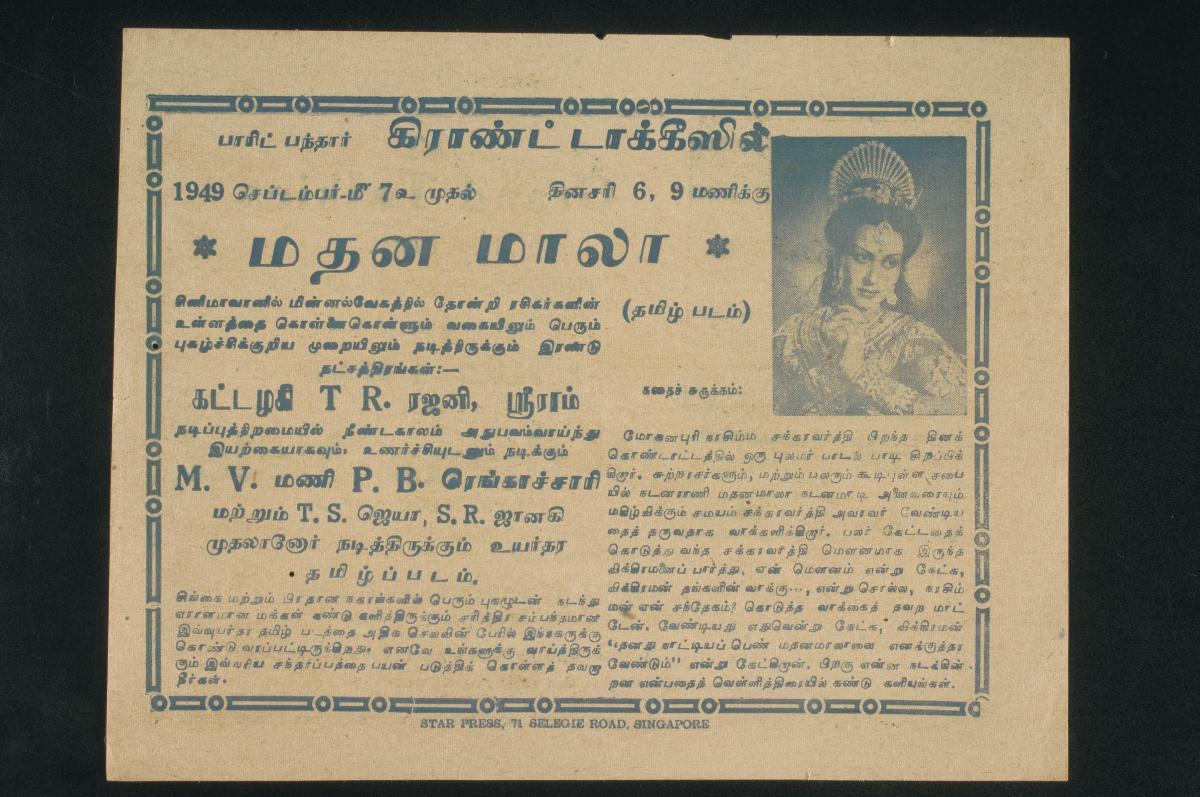 பாரிட் பந்தார் கிராண்ட் டாக்கீஸில்
1949 செப்டம்பர்-மீ 7உ முதல் தினசரி 6, 9 மணிக்கு
மதன மாலா
(தமிழ் படம்)
சினிமாவானில் மின்னல்வேகத்தில் தோன்றி ரசிகர்களின்
உள்ளத்தை கொள்ளைகொள்ளும் வகையிலும் பெரும்
புகழ்ச்சிக்குரிய முறையிலும் நடித்திருக்கும் இரண்டு
நட்சத்திரங்கள்:—
கட்டழகி T R. ரஜனி, ஸ்ரீராம்
நடிப்புத்திறமையில் நீண்டகாலம் அநுபவம்வாய்ந்து
இயற்கையாகவும், உணர்ச்சியுடனும் நடிக்கும்
M. V. மணி P. B. ரெங்காச்சாரி
மற்றும் T. S. ஜெயா, S. R. ஜானகி
முதலானோர் நடித்திருக்கும் உயர்தர
தமிழ்ப்படம்.
சிங்கை மற்றும் பிரதான நகரங்களில் பெரும் புகழுடன் நடந்து
ஏராளமான மக்கள் கண்டு களித்திருக்கும் சரித்திர சம்பந்தமான
இவ்வுயர்தர தமிழ் படத்தை அதிக செலவின் பேரில் இந்நகருக்கு
கொண்டு வரப்பட்டிருக்கிறது. எனவே உங்களுக்கு வாய்த்திருக்
கும் இவ்வரிய சந்தர்ப்பத்தை பயன் படுத்திக் கொள்ளத் தவறா
தீர்கள்.
கதைச் சுருக்கம்:
மோகனபுரி நரசிம்ம சக்ரவர்த்தி பிறந்த தினக்
கொண்டாட்டத்தில் ஒரு புலவர் பாடல் பாடி சிறப்பிக்
கிறார். சுற்றரசர்களும், மற்றும் பலரும் கூடியுள்ள சபை
யில் நடனராணி மதனமாலா நடனமாடி அனைவரையும்
மகிழ்விக்கும் சமயம் சக்ரவர்த்தி அவரவர் வேண்டிய
தைத் தருவதாக வாக்களிக்கிறார். பலர் கேட்டதைக்
கொடுத்து வந்த சக்ரவர்த்தி மௌனமாக இருந்த
விக்கிரமனைப் பார்த்து, ஏன் மௌனம் என்று கேட்க,
விக்கிரமன் தங்களின் வாக்கு..., என்று சொல்ல, நரசிம்
மன் ஏன் சந்தேகம்? கொடுத்த வாக்கைத் தவற மாட்
டேன். வேண்டியது எதுவென்று கேட்க, விக்கிரமன்
“தனது நாட்டியப் பெண் மதனமாலாவை எனக்குத்தர
வேண்டும்” என்று கேட்கிறான். பிறகு என்ன நடக்கின்
றன என்பதைத் வெள்ளித்திரையில் கண்டு களியுங்கள்.
STAR PRESS, 71 SELEGIE ROAD, SINGAPORE